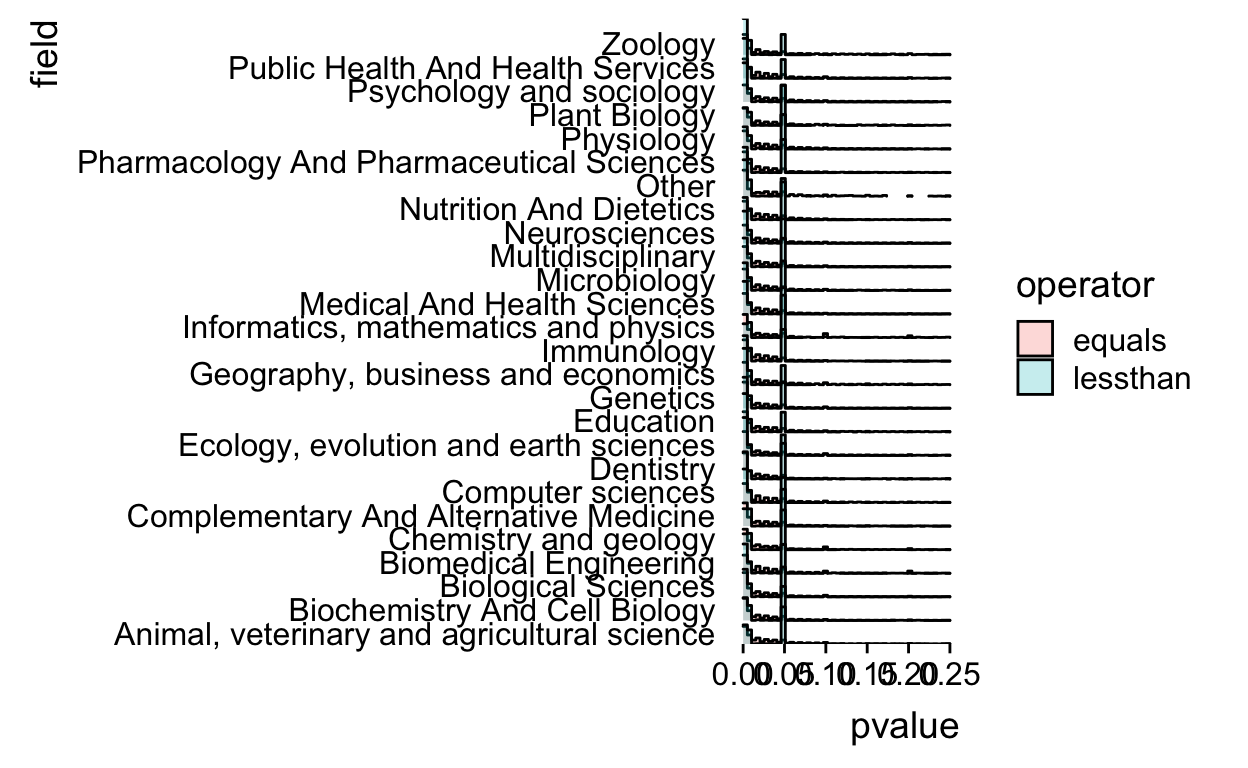 field
Zoology
Public Health And Health Services
Psychology and sociology
Plant Biology
Physiology
Pharmacology And Pharmaceutical Sciences
Other
Nutrition And Dietetics
Neurosciences
Multidisciplinary
Microbiology
Medical And Health Sciences
Informatics, mathematics and physics
Immunology
Geography, business and economics
Genetics
Education
Ecology, evolution and earth sciences
Dentistry
Computer sciences
Complementary And Alternative Medicine
Chemistry and geology
Biomedical Engineering
Biological Sciences
Biochemistry And Cell Biology
Animal, veterinary and agricultural science
0.00 0.05 0.10 0.15 0.20 0.25
pvalue
operator
equals
lessthan